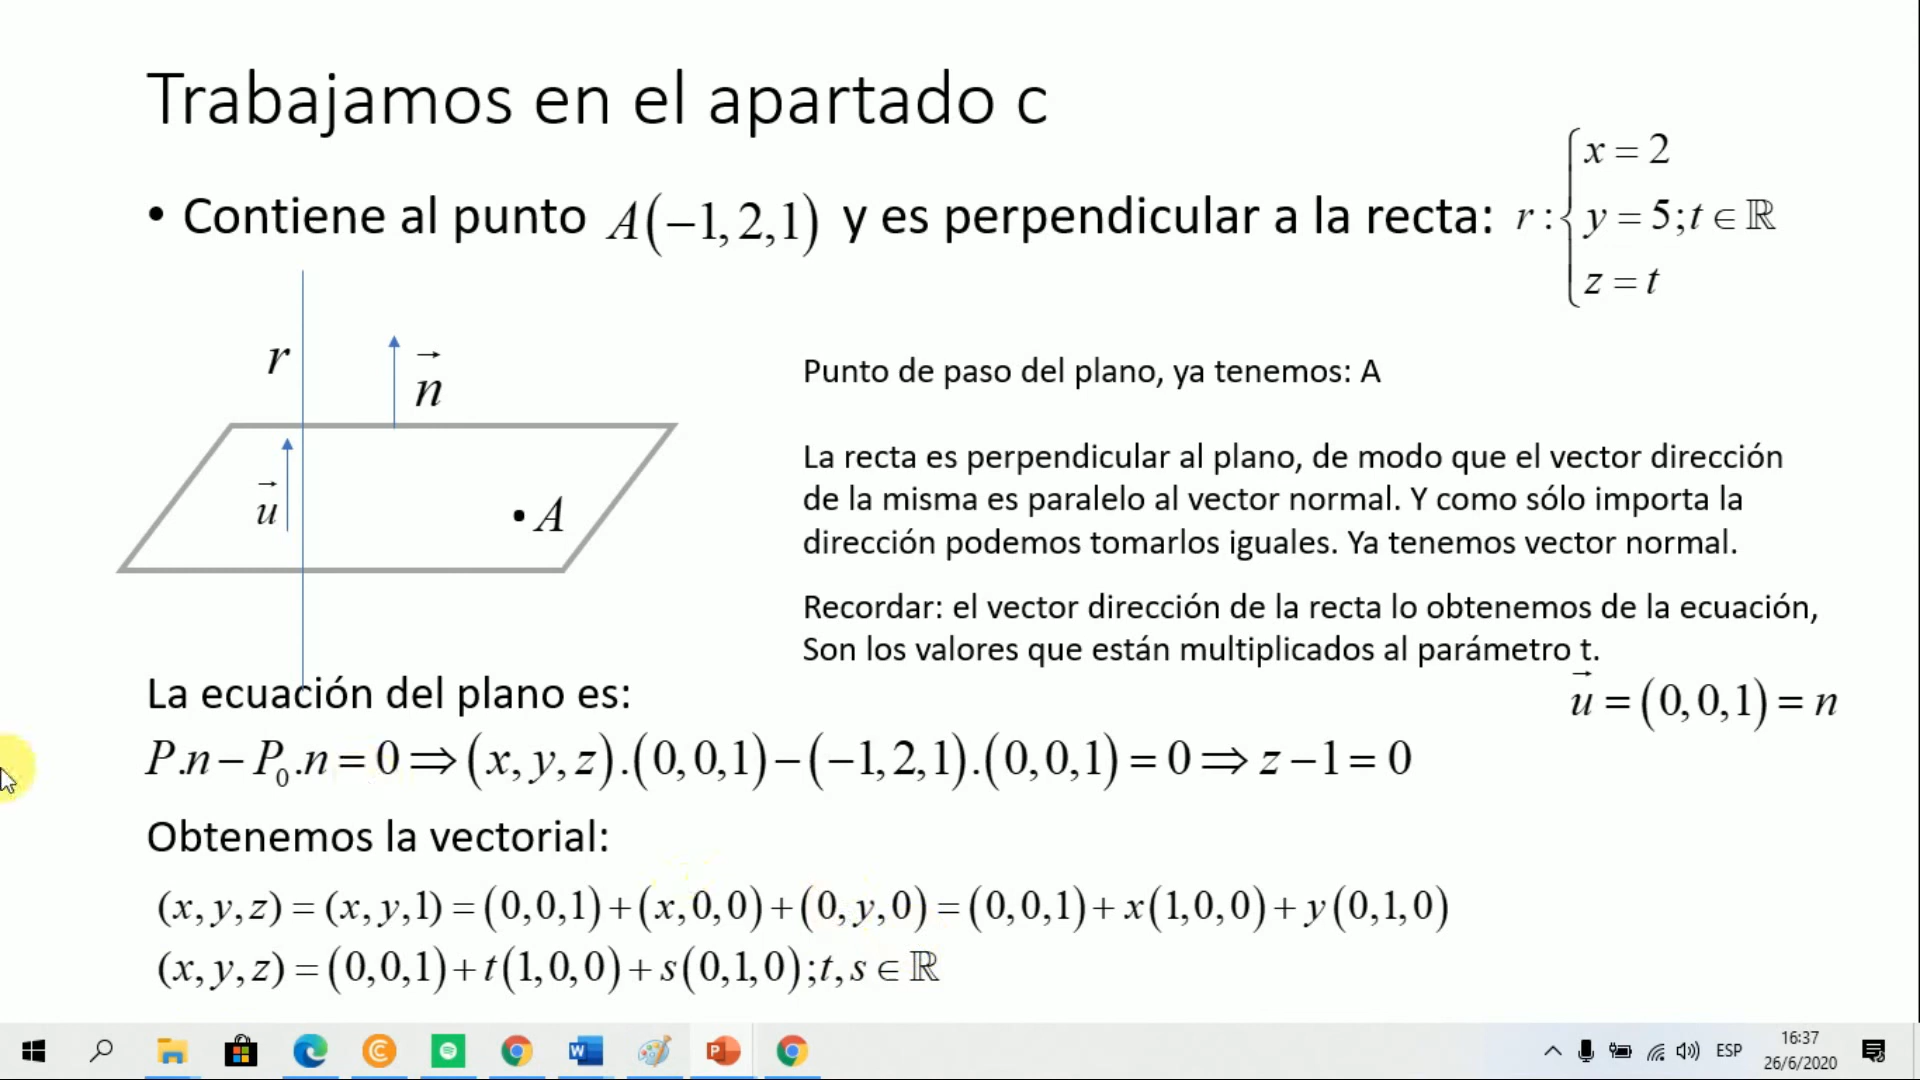 Trabajamos en el apartado c
• Contiene al punto A(−1,2,1) y es perpendicular a la recta: r : { x = 2
y = 5; t ∈ ℝ
z = t
r
n⃗
u⃗
• A
Punto de paso del plano, ya tenemos: A
La recta es perpendicular al plano, de modo que el vector dirección
de la misma es paralelo al vector normal. Y como sólo importa la
dirección podemos tomarlos iguales. Ya tenemos vector normal.
Recordar: el vector dirección de la recta lo obtenemos de la ecuación,
Son los valores que están multiplicados al parámetro t.
u⃗ = (0,0,1) = n
La ecuación del plano es:
P.n − P₀.n = 0 ⇒ (x, y, z).(0,0,1) − (−1,2,1).(0,0,1) = 0 ⇒ z − 1 = 0
Obtenemos la vectorial:
(x, y, z) = (x, y,1) = (0,0,1) + (x,0,0) + (0, y,0) = (0,0,1) + x(1,0,0) + y(0,1,0)
(x, y, z) = (0,0,1) + t(1,0,0) + s(0,1,0); t, s ∈ ℝ
ESP
16:37
26/6/2020